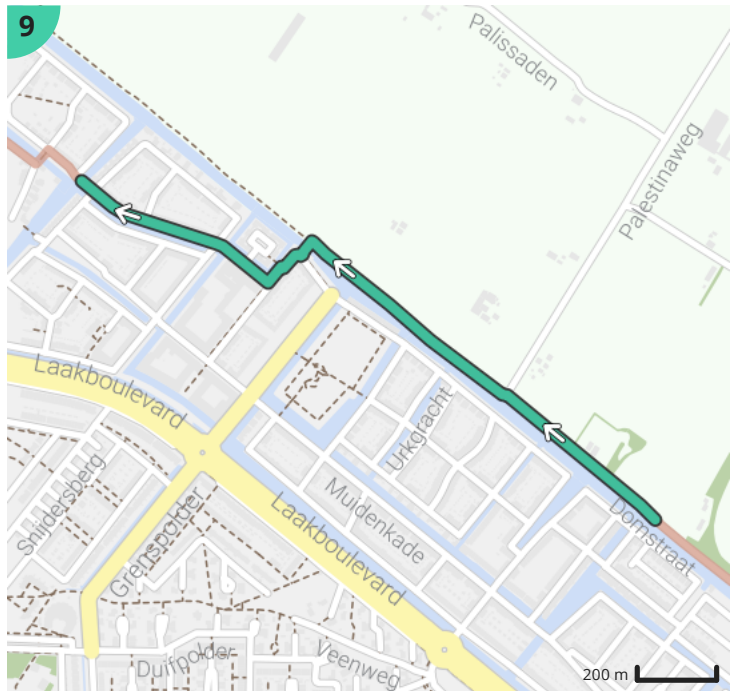 9
Palissaden
Palestinaweg
Laakboulevard
Urkgracht
Snijdersberg
Muidenkade
Grenspolder
Laakboulevard
Domstraat
Duifpolder
Veenweg
200 m